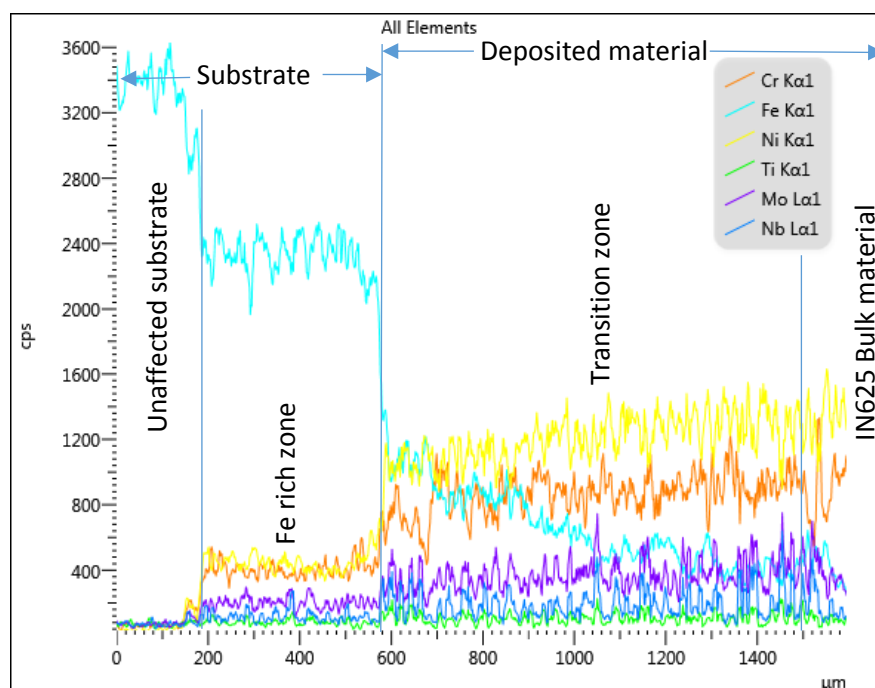 All Elements
Substrate
Deposited material
Cr Kα1
Fe Kα1
Ni Kα1
Ti Kα1
Mo Lα1
Nb Lα1
Unaffected substrate
Fe rich zone
Transition zone
IN625 Bulk material
cps
3600
3200
2800
2400
2000
1600
1200
800
400
0
200
400
600
800
1000
1200
1400
µm